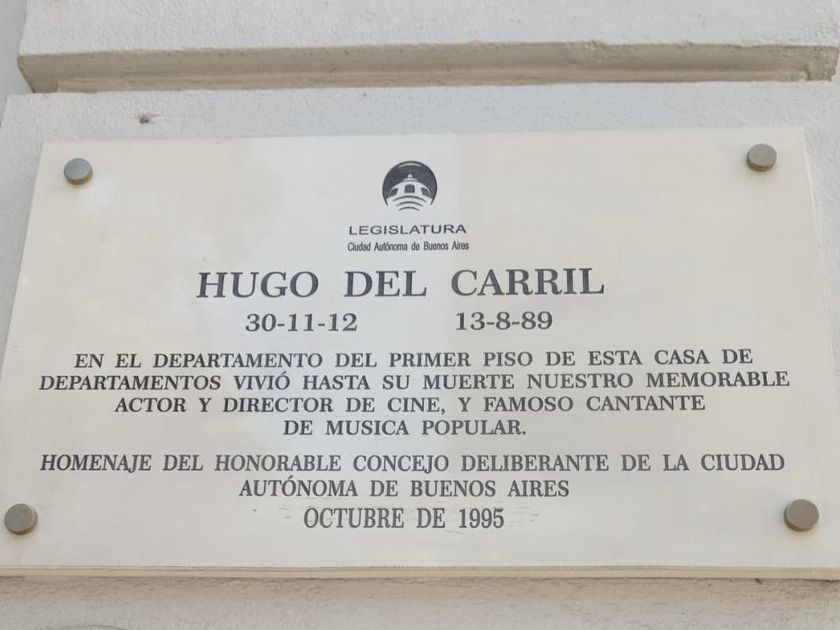 LEGISLATURA
Ciudad Autónoma de Buenos Aires
HUGO DEL CARRIL
30-11-12 13-8-89
EN EL DEPARTAMENTO DEL PRIMER PISO DE ESTA CASA DE
DEPARTAMENTOS VIVIÓ HASTA SU MUERTE NUESTRO MEMORABLE
ACTOR Y DIRECTOR DE CINE, Y FAMOSO CANTANTE
DE MUSICA POPULAR.
HOMENAJE DEL HONORABLE CONCEJO DELIBERANTE DE LA CIUDAD
AUTÓNOMA DE BUENOS AIRES
OCTUBRE DE 1995